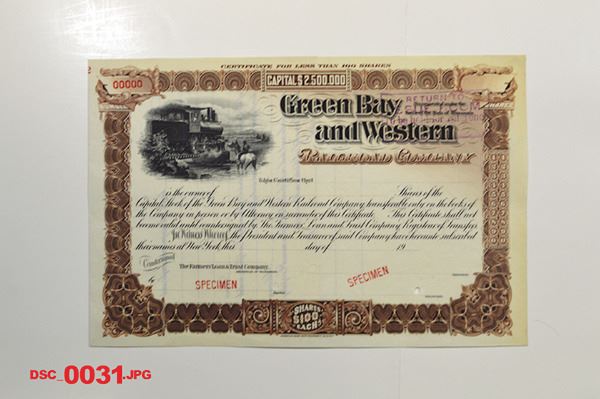 CERTIFICATE FOR LESS THAN 100 SHARES
00000
CAPITAL $2,500,000
SHARES
RETURN TO
Green Bay
and Western
Railroad Company
is the owner of Shares of the
Capital Stock of the Green Bay and Western Railroad Company transferable only on the books of
the Company in person or by Attorney on surrender of this Certificate. This Certificate shall not
become valid until countersigned by The Farmers Loan and Trust Company Registrar of Transfers
In Witness Whereof, the President and Treasurer of said Company have hereunto subscribed
their names at New York this day of 19
Countersigned
The Farmers Loan & Trust Company
by
SPECIMEN
SPECIMEN
SHARES
$100
EACH
DSC_0031.JPG